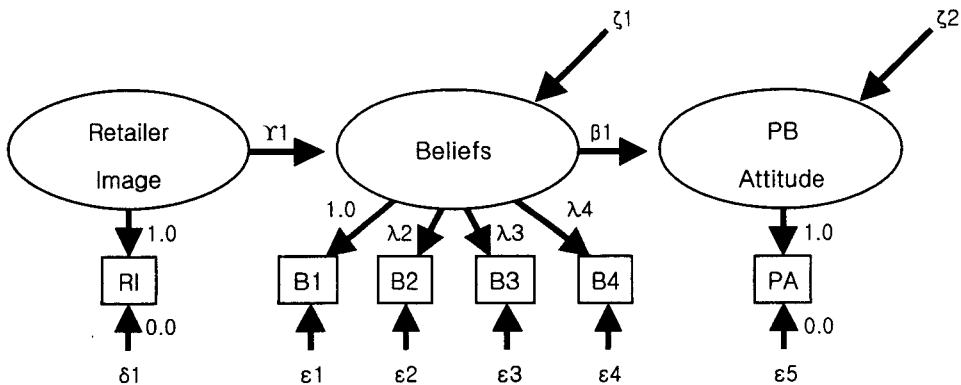 ζ1
ζ2
Retailer
Image
ϒ1
Beliefs
β1
PB
Attitude
1.0
1.0
λ2
λ3
λ4
1.0
RI
B1
B2
B3
B4
PA
0.0
0.0
δ1
ε1
ε2
ε3
ε4
ε5